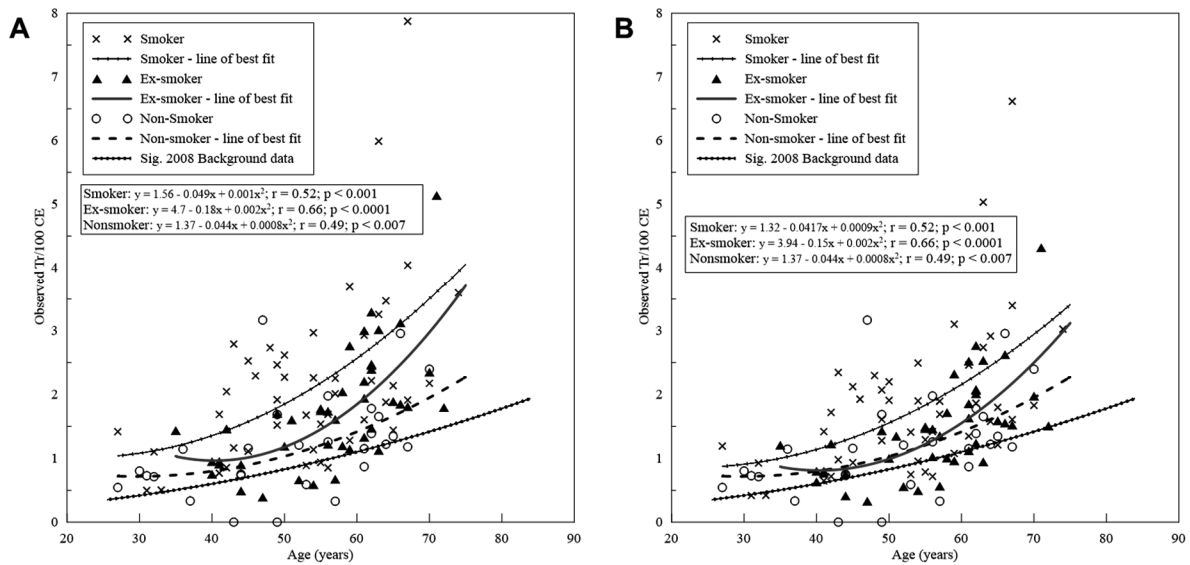 A
8
7
6
5
4
3
2
1
0
Observed Tr/100 CE
Smoker
Smoker - line of best fit
Ex-smoker
Ex-smoker - line of best fit
Non-Smoker
Non-smoker - line of best fit
Sig. 2008 Background data
Smoker: y = 1.56 - 0.049x + 0.001x²; r = 0.52; p < 0.001
Ex-smoker: y = 4.7 - 0.18x + 0.002x²; r = 0.66; p < 0.0001
Nonsmoker: y = 1.37 - 0.044x + 0.0008x²; r = 0.49; p < 0.007
20 30 40 50 60 70 80 90
Age (years)
B
8
7
6
5
4
3
2
1
0
Observed Tr/100 CE
Smoker
Smoker - line of best fit
Ex-smoker
Ex-smoker - line of best fit
Non-Smoker
Non-smoker - line of best fit
Sig. 2008 Background data
Smoker: y = 1.32 - 0.0417x + 0.0009x²; r = 0.52; p < 0.001
Ex-smoker: y = 3.94 - 0.15x + 0.002x²; r = 0.66; p < 0.0001
Nonsmoker: y = 1.37 - 0.044x + 0.0008x²; r = 0.49; p < 0.007
20 30 40 50 60 70 80 90
Age (years)